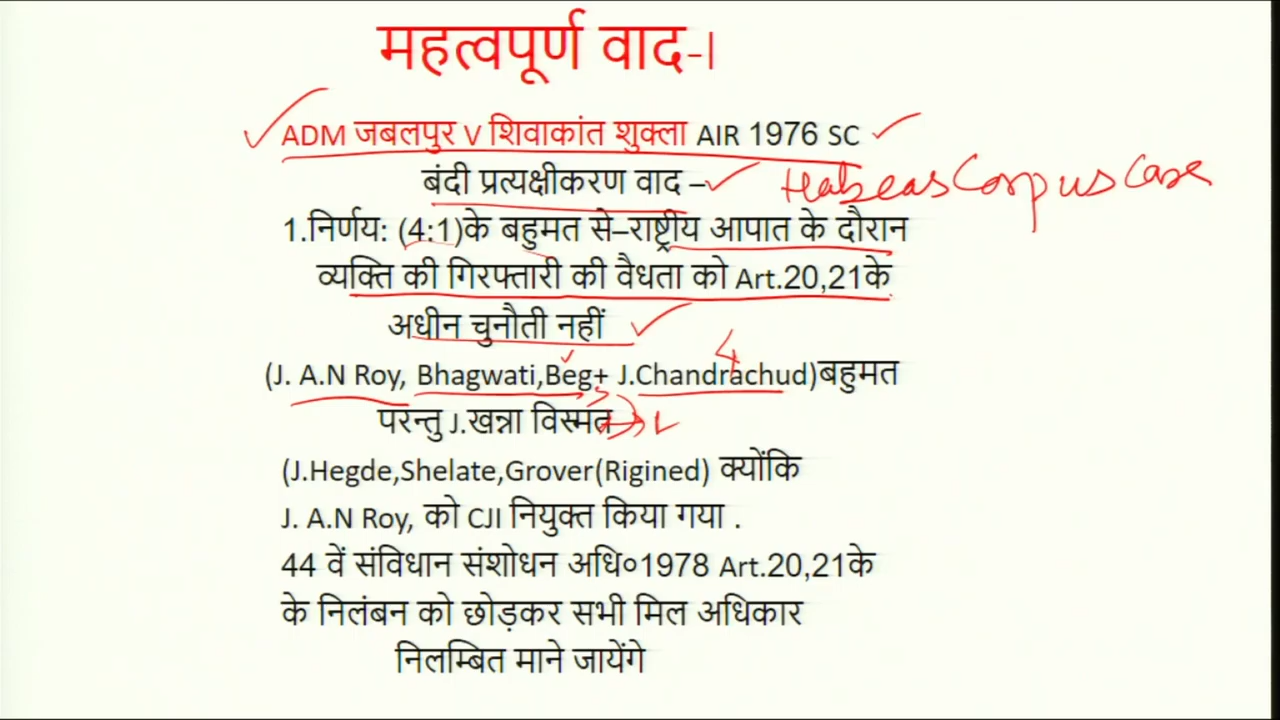 महत्वपूर्ण वाद-I
ADM जबलपुर V शिवाकांत शुक्ला AIR 1976 SC
बंदी प्रत्यक्षीकरण वाद – Habeas Corpus Case
1.निर्णय: (4:1)के बहुमत से–राष्ट्रीय आपात के दौरान
व्यक्ति की गिरफ्तारी की वैधता को Art.20,21के
अधीन चुनौती नहीं
4
(J. A.N Roy, Bhagwati,Beg+ J.Chandrachud)बहुमत
परन्तु J.खन्ना विस्मंत
(J.Hegde,Shelate,Grover(Rigined) क्योंकि
J. A.N Roy, को CJI नियुक्त किया गया .
44 वें संविधान संशोधन अधि०1978 Art.20,21के
के निलंबन को छोड़कर सभी मिल अधिकार
निलम्बित माने जायेंगे